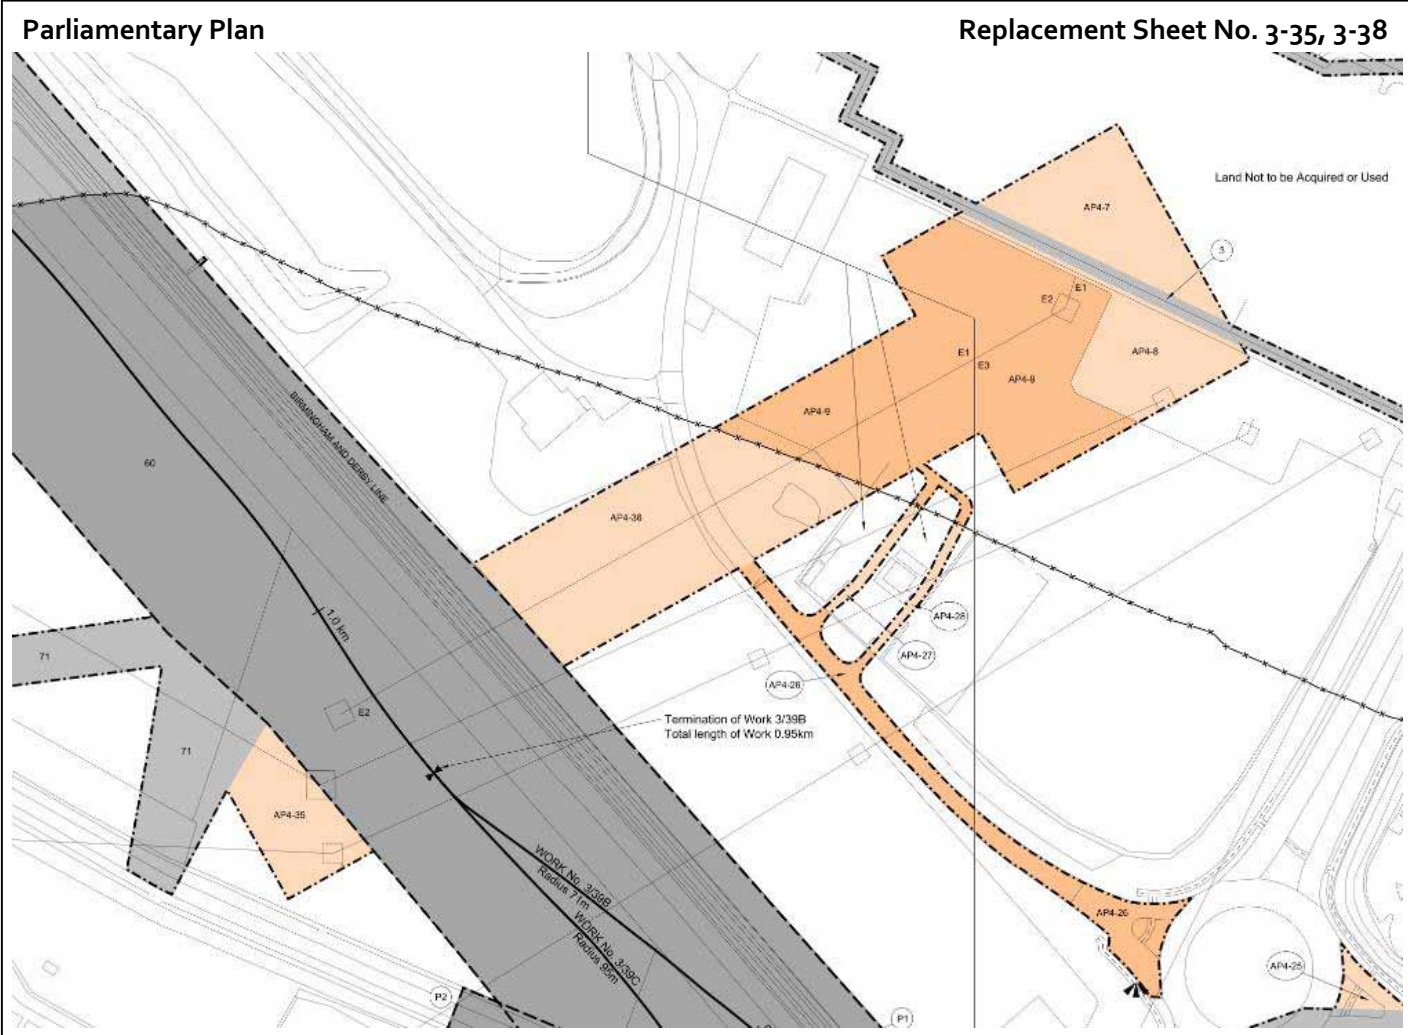 Parliamentary Plan
Replacement Sheet No. 3-35, 3-38
Land Not to be Acquired or Used
AP4-7
3
E1
E2
E1
E3
AP4-8
AP4-9
AP4-9
BIRMINGHAM AND DERBY LINE
60
AP4-36
1.0 km
AP4-28
AP4-27
AP4-26
71
E2
Termination of Work 3/39B
Total length of Work 0.95km
71
AP4-35
WORK No. 3/39B
Radius 71m
WORK No. 3/39C
Radius 95m
AP4-26
AP4-25
P2
P1